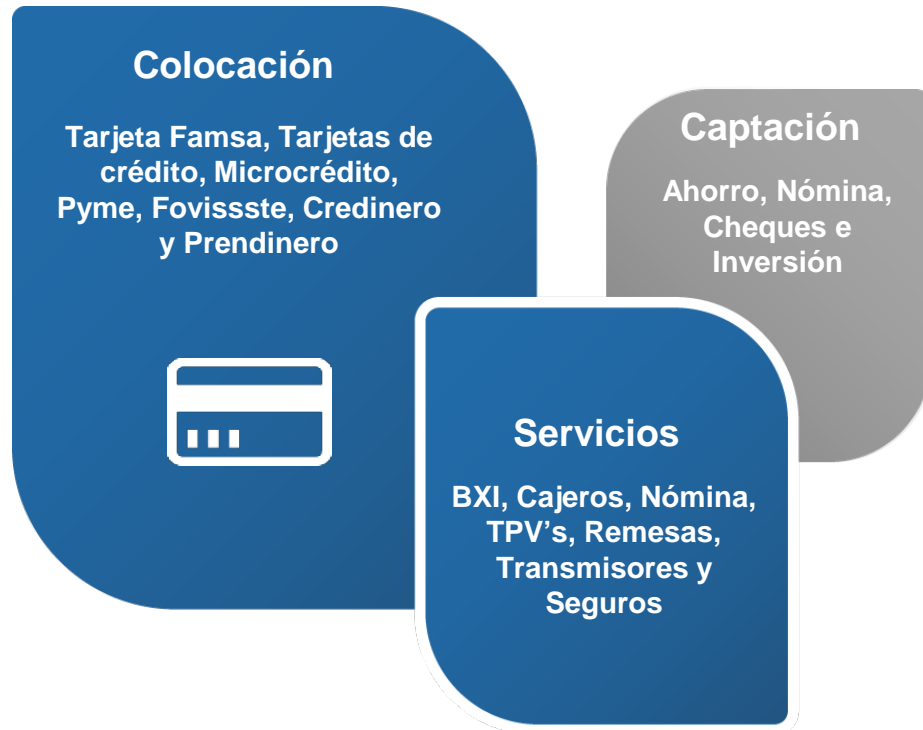 Colocación
Tarjeta Famsa, Tarjetas de
crédito, Microcrédito,
Pyme, Fovissste, Credinero
y Prendinero
Captación
Ahorro, Nómina,
Cheques e
Inversión
Servicios
BXI, Cajeros, Nómina,
TPV’s, Remesas,
Transmisores y
Seguros